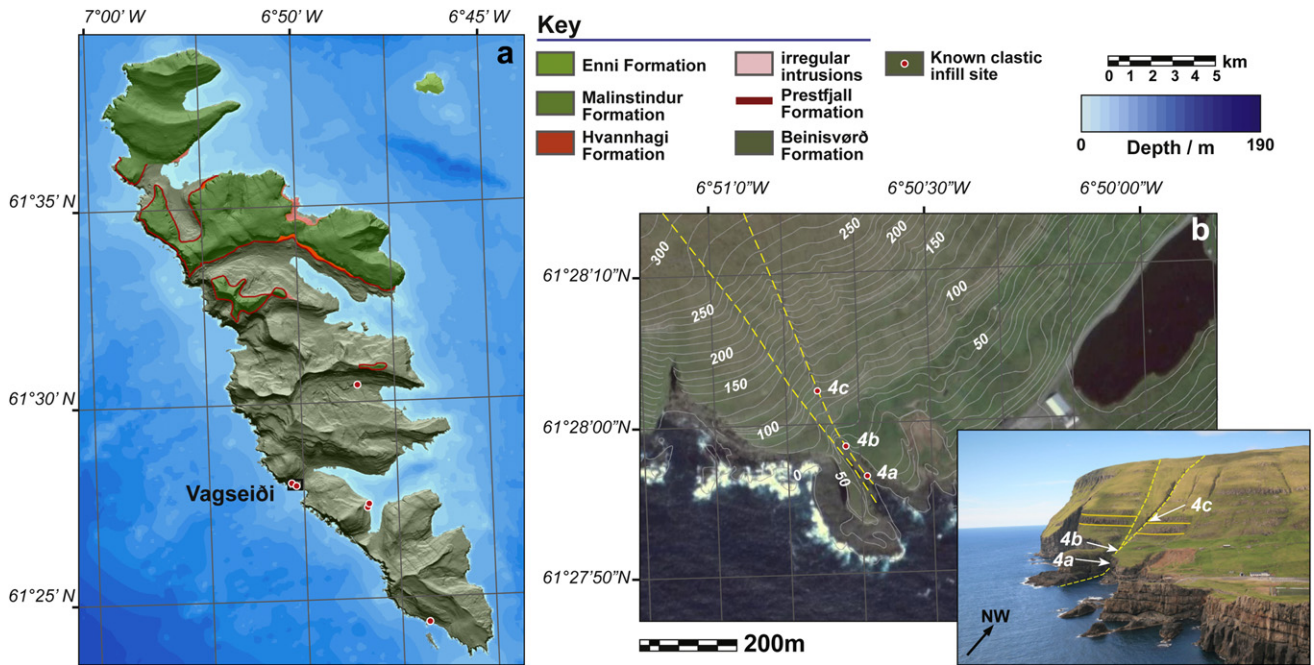 7°00' W
6°50' W
6°45' W
a
61°35' N
61°30' N
61°25' N
Vagseiði
Key
Enni Formation
Malinstindur
Formation
Hvannhagi
Formation
irregular
intrusions
Prestfjall
Formation
Beinisvørð
Formation
Known clastic
infill site
0 1 2 3 4 5 km
0 Depth / m 190
6°51'0"W
6°50'30"W
6°50'00"W
b
61°28'10"N
61°28'00"N
61°27'50"N
300
250
200
150
100
250
200
150
100
50
0
50
4c
4b
4a
200m
4c
4b
4a
NW